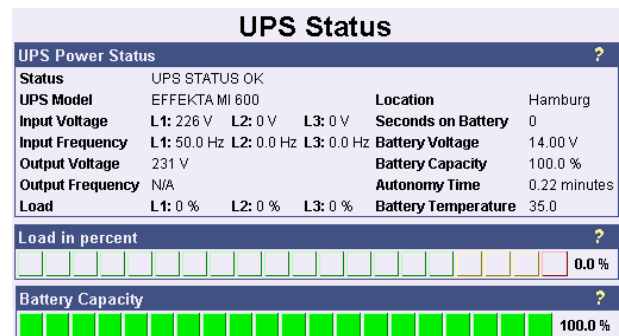 UPS Status
UPS Power Status ?
Status UPS STATUS OK
UPS Model EFFEKTA MI 600 Location Hamburg
Input Voltage L1: 226 V L2: 0 V L3: 0 V Seconds on Battery 0
Input Frequency L1: 50.0 Hz L2: 0.0 Hz L3: 0.0 Hz Battery Voltage 14.00 V
Output Voltage 231 V Battery Capacity 100.0 %
Output Frequency N/A Autonomy Time 0.22 minutes
Load L1: 0 % L2: 0 % L3: 0 % Battery Temperature 35.0
Load in percent ?
0.0 %
Battery Capacity ?
100.0 %